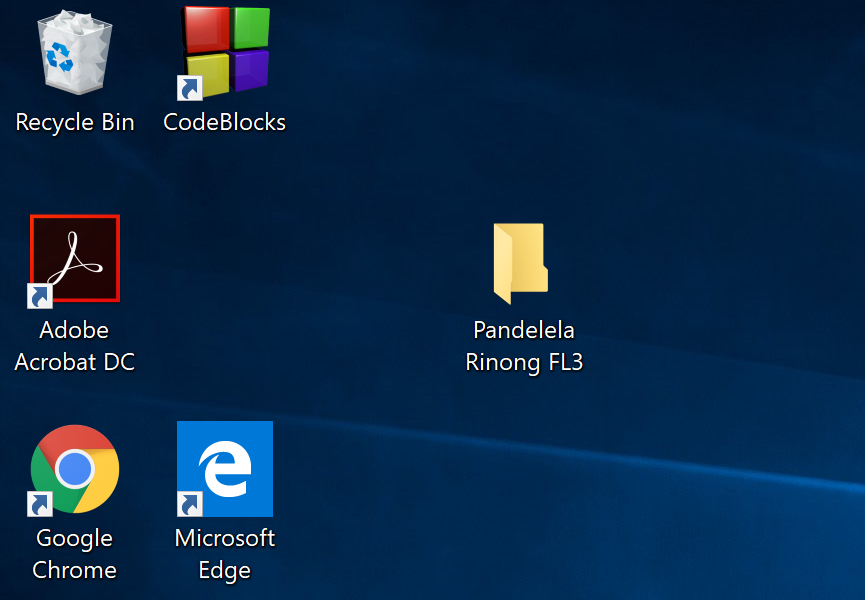 Recycle Bin
CodeBlocks
Adobe
Acrobat DC
Pandelela
Rinong FL3
Google
Chrome
Microsoft
Edge